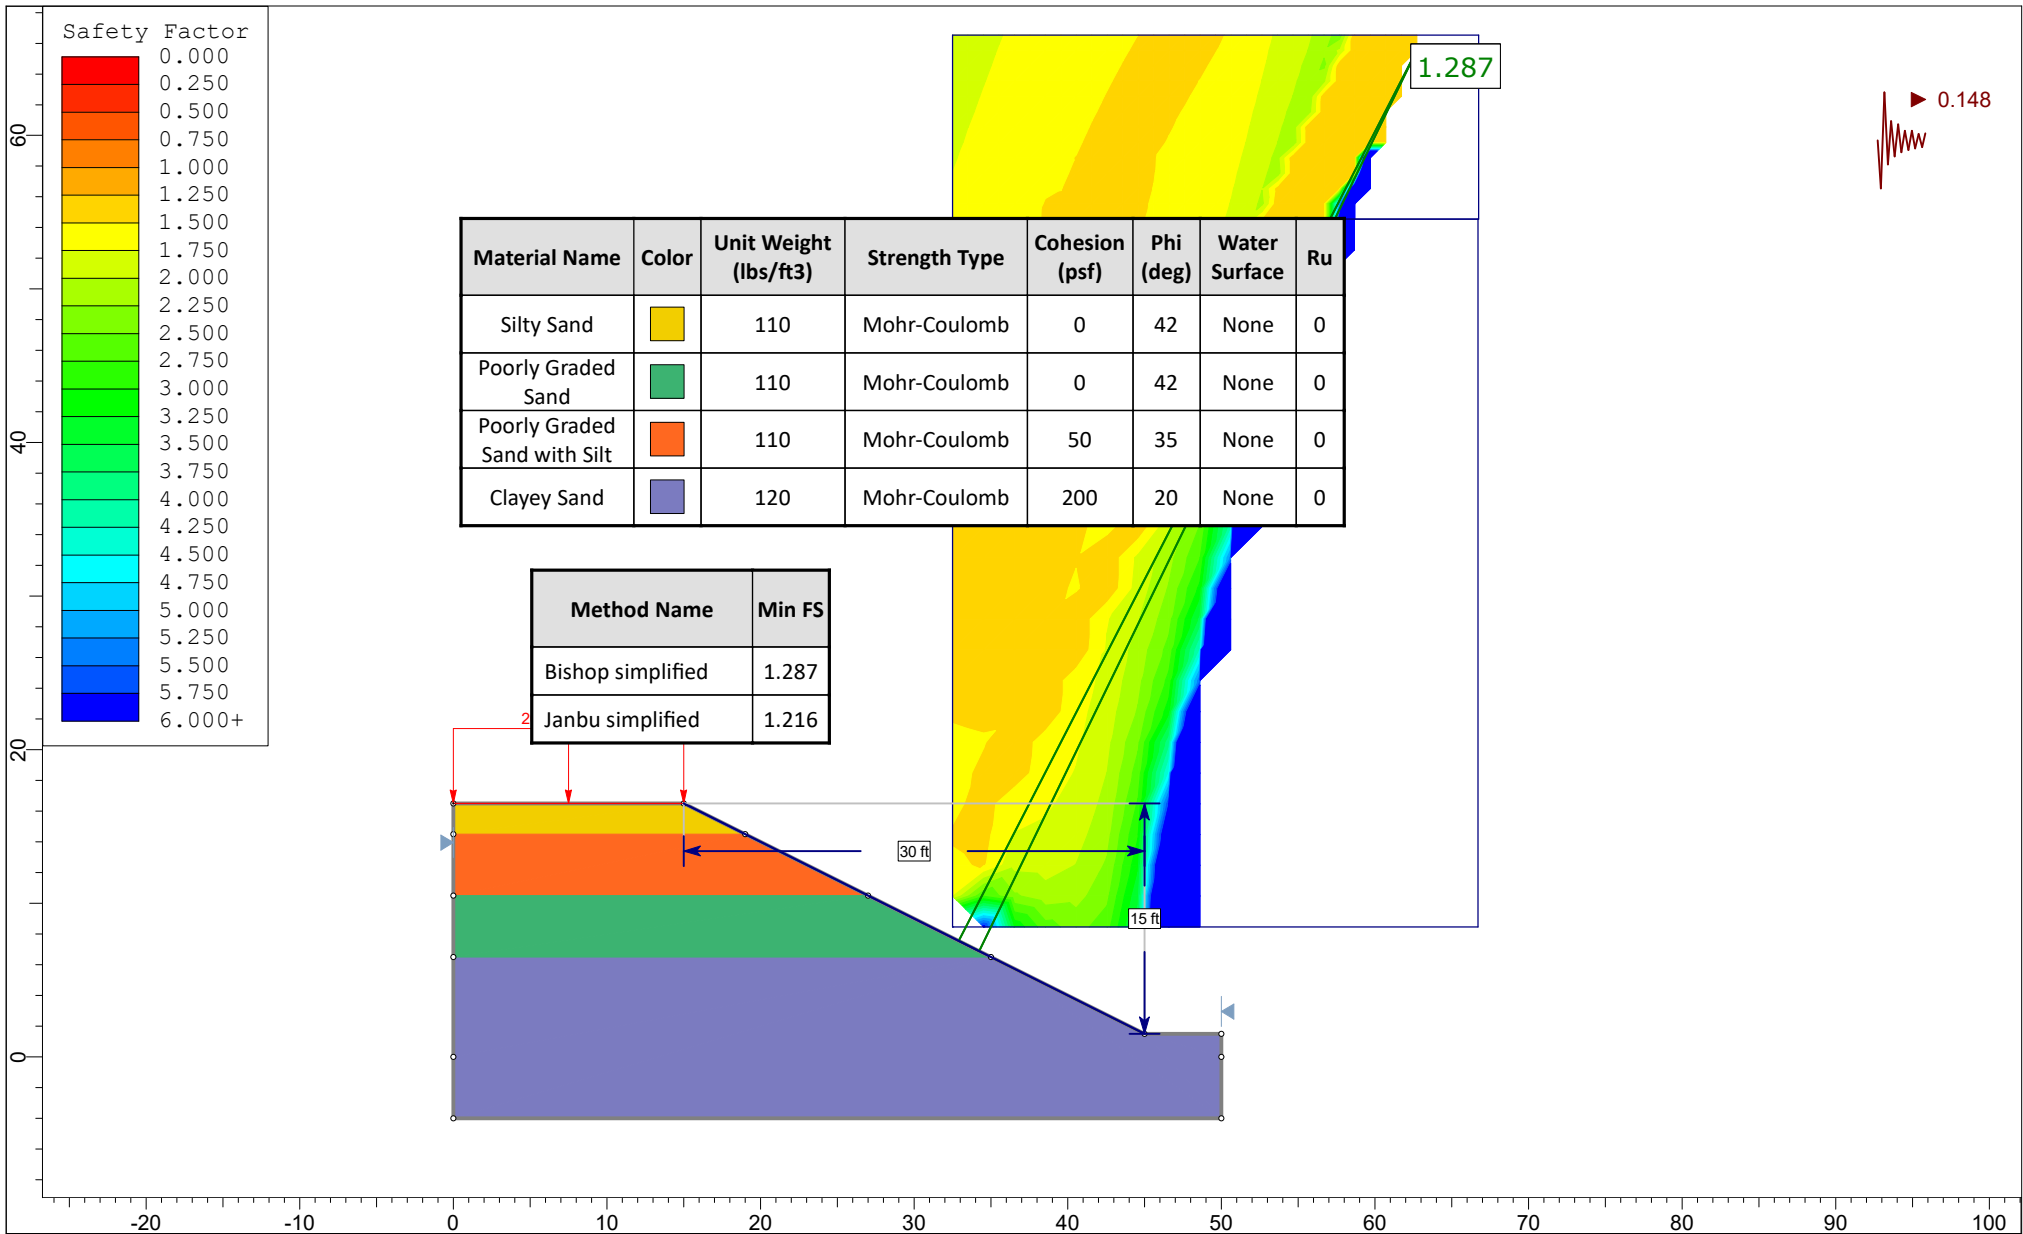 Safety Factor
0.000
0.250
0.500
0.750
1.000
1.250
1.500
1.750
2.000
2.250
2.500
2.750
3.000
3.250
3.500
3.750
4.000
4.250
4.500
4.750
5.000
5.250
5.500
5.750
6.000+
1.287
0.148
Material Name Color Unit Weight (lbs/ft3) Strength Type Cohesion (psf) Phi (deg) Water Surface Ru
Silty Sand 110 Mohr-Coulomb 0 42 None 0
Poorly Graded Sand 110 Mohr-Coulomb 0 42 None 0
Poorly Graded Sand with Silt 110 Mohr-Coulomb 50 35 None 0
Clayey Sand 120 Mohr-Coulomb 200 20 None 0
Method Name Min FS
Bishop simplified 1.287
Janbu simplified 1.216
2
30 ft
15 ft
60
40
20
0
-20 -10 0 10 20 30 40 50 60 70 80 90 100